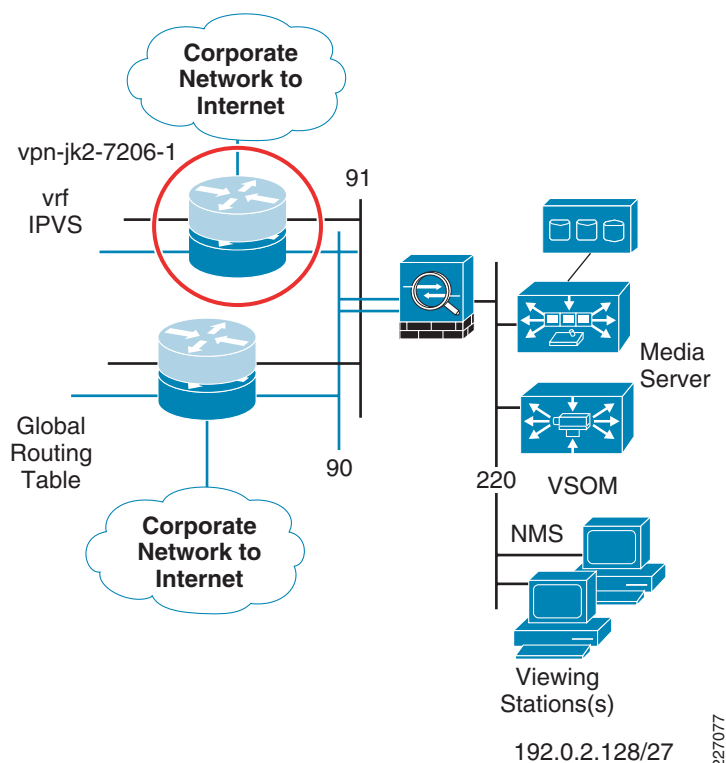 Corporate
Network to
Internet
vpn-jk2-7206-1
vrf
IPVS
91
Media
Server
Global
Routing
Table
90
220
VSOM
NMS
Corporate
Network to
Internet
Viewing
Stations(s)
192.0.2.128/27
227077